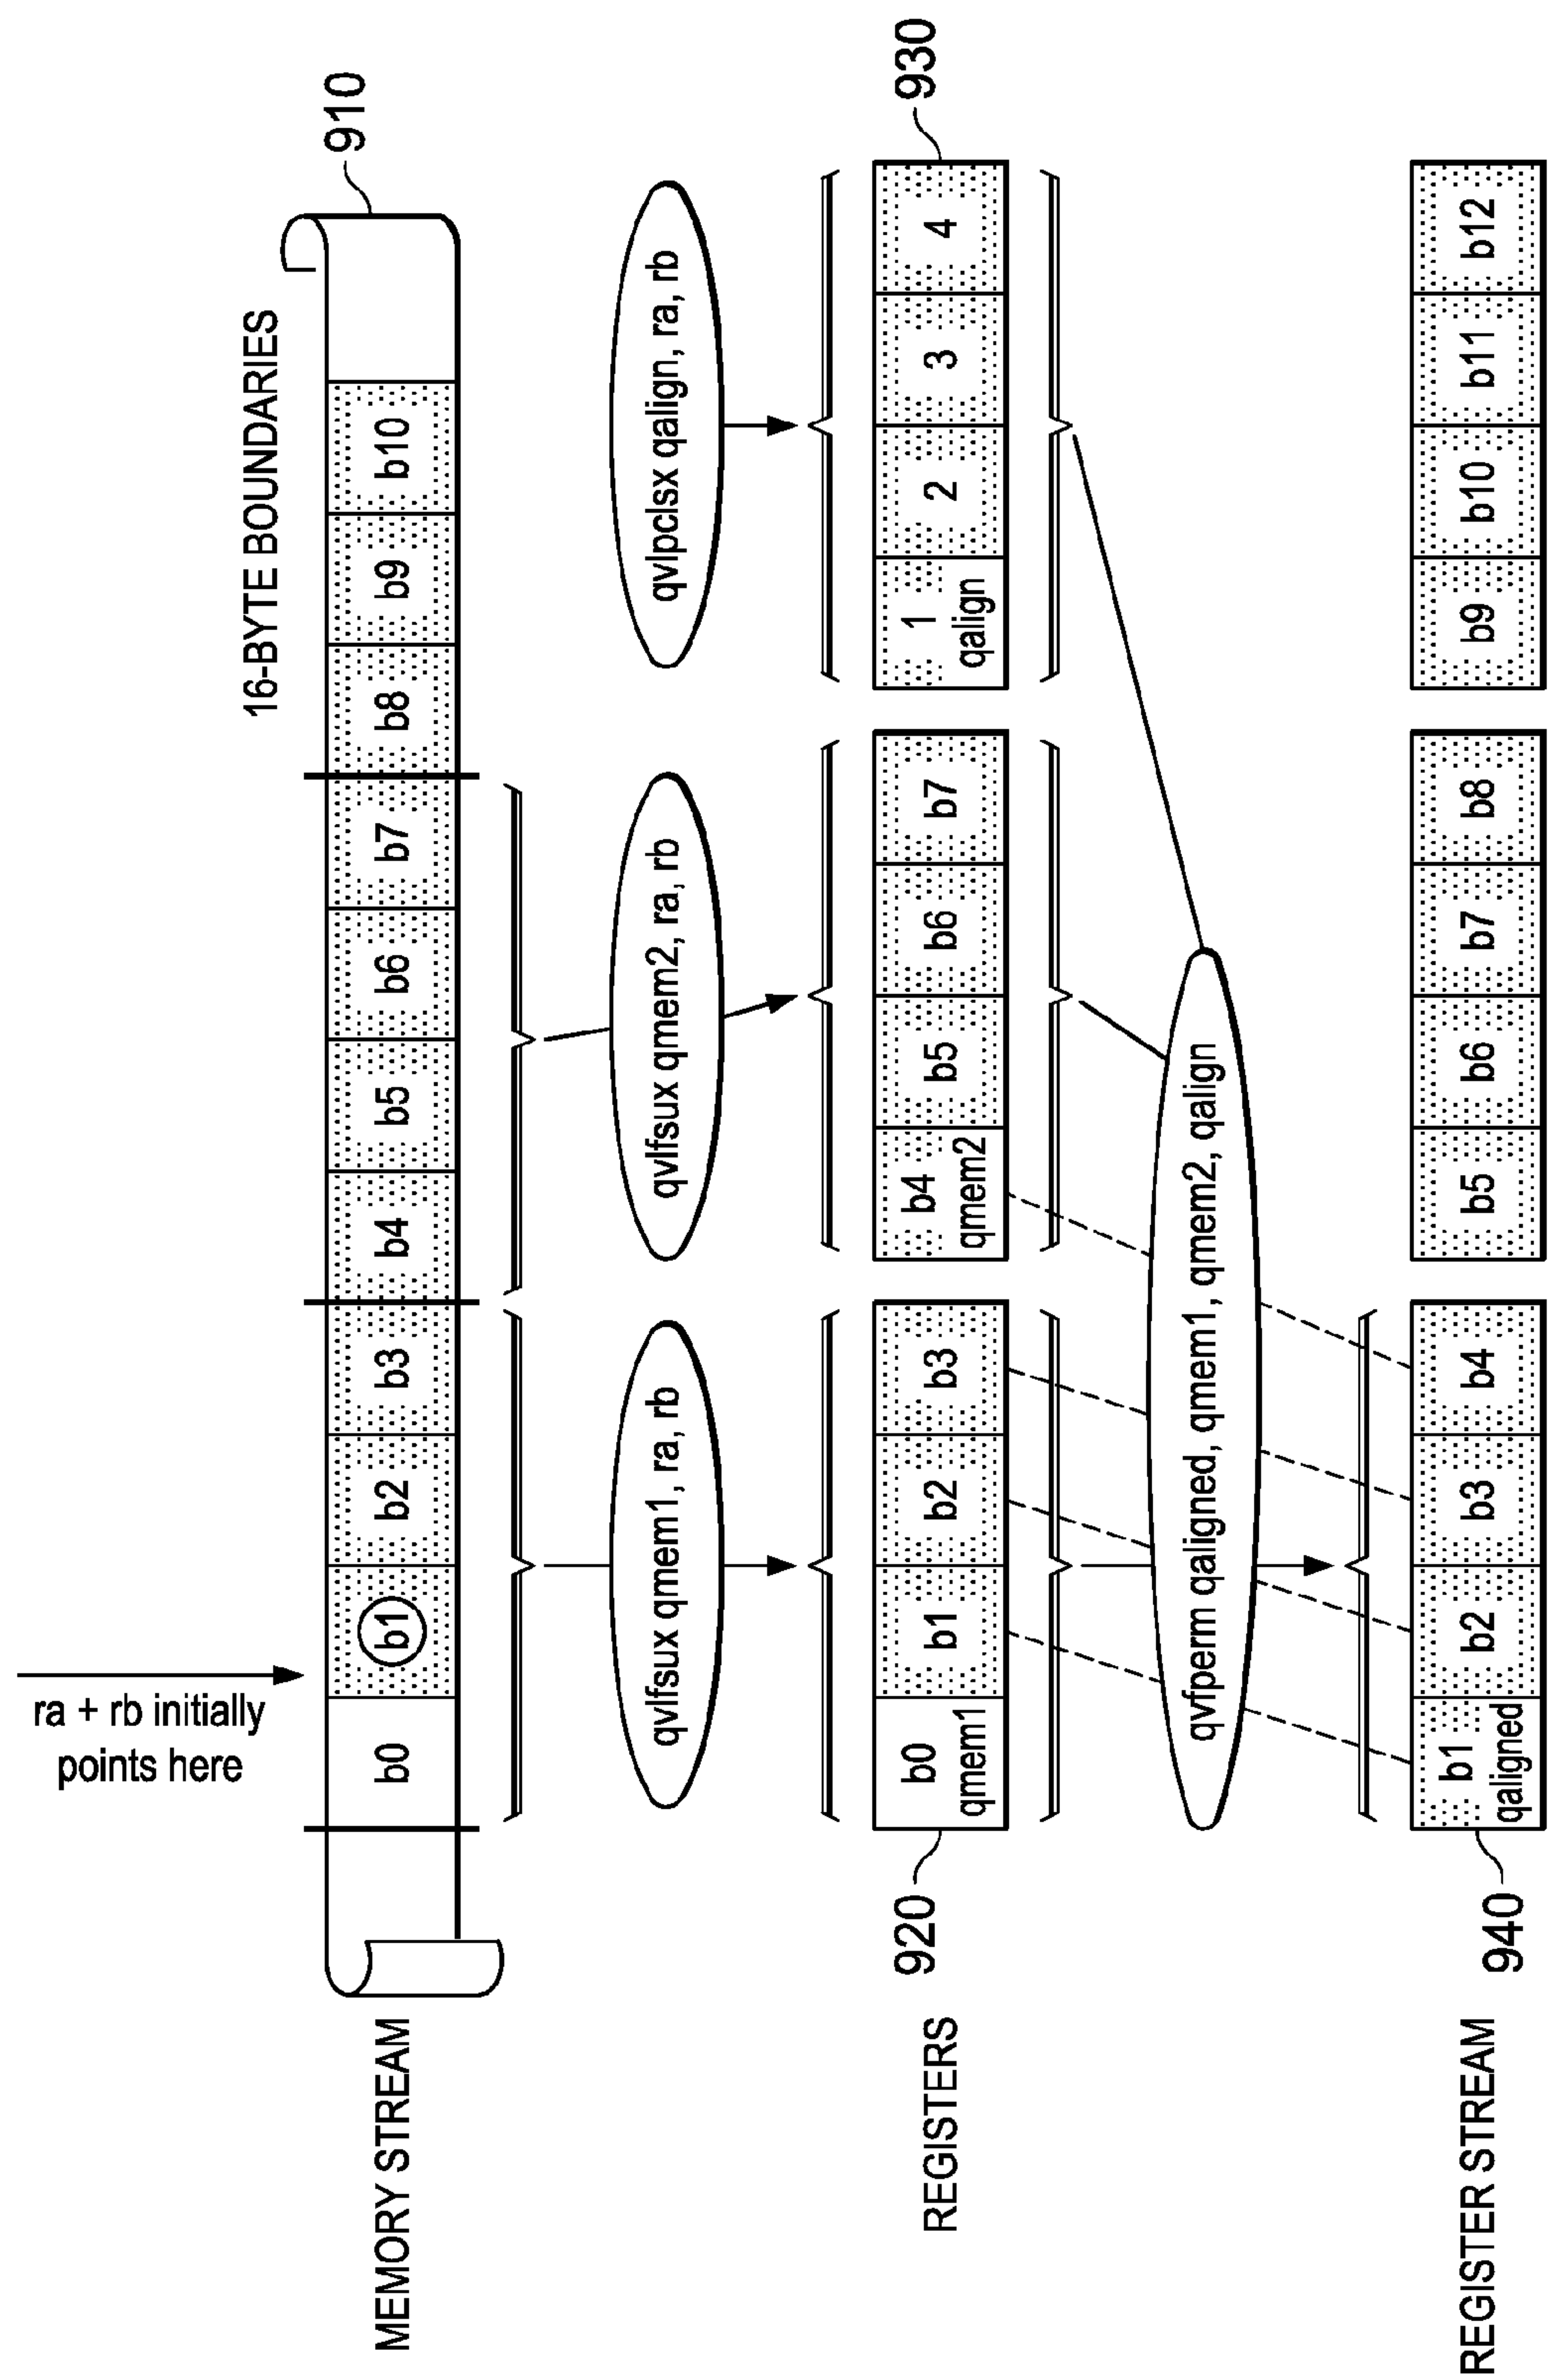 ra + rb initially
points here
16-BYTE BOUNDARIES
910
MEMORY STREAM
b0 b1 b2 b3 b4 b5 b6 b7 b8 b9 b10
qvlfsux qmem1, ra, rb
qvlfsux qmem2, ra, rb
qvlpclsx qalign, ra, rb
920
930
REGISTERS
b0 b1 b2 b3
qmem1
b4 b5 b6 b7
qmem2
1 2 3 4
qalign
qvfperm qaligned, qmem1, qmem2, qalign
940
REGISTER STREAM
b1 b2 b3 b4
qaligned
b5 b6 b7 b8
b9 b10 b11 b12